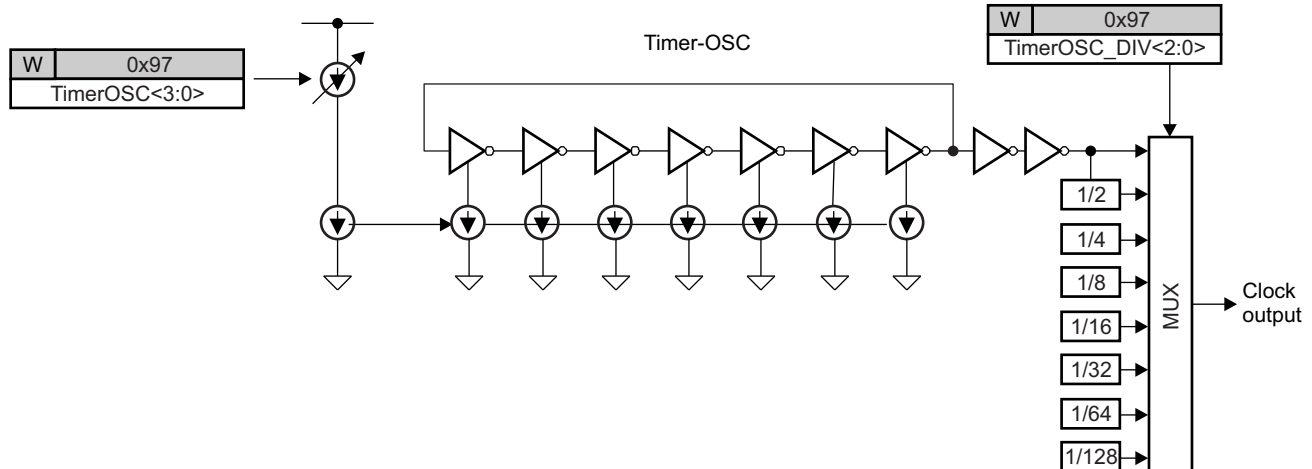 W 0x97
TimerOSC<3:0>
Timer-OSC
W 0x97
TimerOSC_DIV<2:0>
1/2
1/4
1/8
1/16
1/32
1/64
1/128
MUX
Clock
output